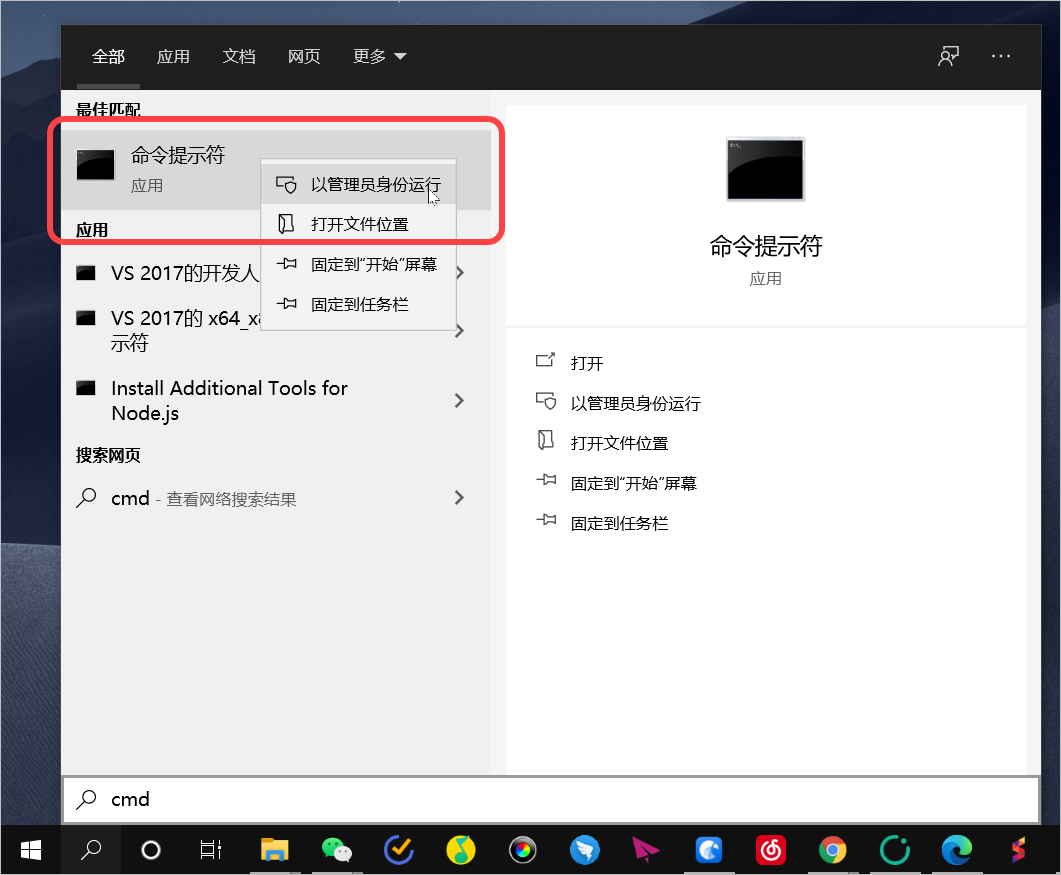 全部 应用 文档 网页 更多
最佳匹配
命令提示符
应用
以管理员身份运行
打开文件位置
固定到“开始”屏幕
固定到任务栏
应用
VS 2017的开发人
VS 2017的 x64_x
示符
Install Additional Tools for
Node.js
搜索网页
cmd - 查看网络搜索结果
命令提示符
应用
打开
以管理员身份运行
打开文件位置
固定到“开始”屏幕
固定到任务栏
cmd